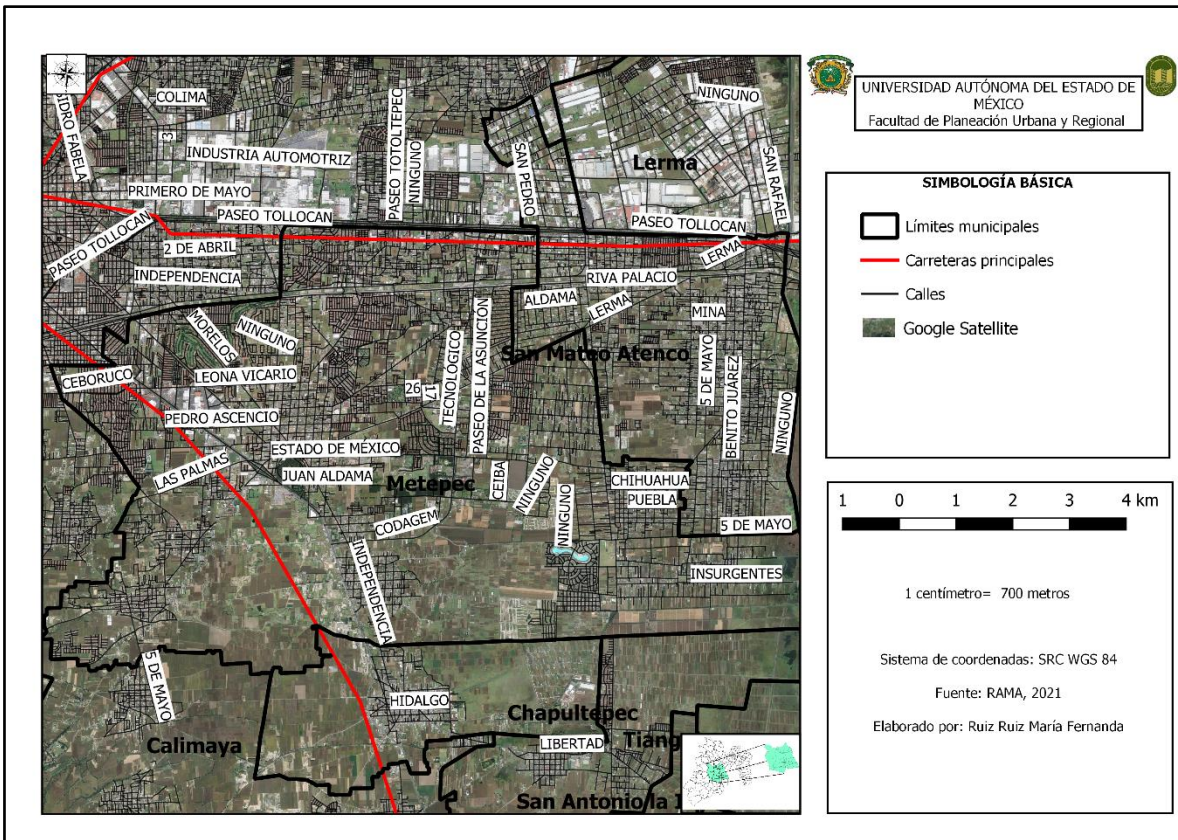 UNIVERSIDAD AUTÓNOMA DEL ESTADO DE
MÉXICO
Facultad de Planeación Urbana y Regional
SIMBOLOGÍA BÁSICA
Límites municipales
Carreteras principales
Calles
Google Satellite
1 0 1 2 3 4 km
1 centímetro= 700 metros
Sistema de coordenadas: SRC WGS 84
Fuente: RAMA, 2021
Elaborado por: Ruiz Ruiz María Fernanda
COLIMA
NINGUNO
ISIDRO FABELA
13
INDUSTRIA AUTOMOTRIZ
PASEO TOTOLTEPEC
NINGUNO
SAN PEDRO
Lerma
SAN RAFAEL
PRIMERO DE MAYO
PASEO TOLLOCAN
PASEO TOLLOCAN
PASEO TOLLOCAN
2 DE ABRIL
LERMA
INDEPENDENCIA
RIVA PALACIO
ALDAMA
LERMA
MINA
MORELOS
NINGUNO
San Mateo Atenco
CEBORUCO
LEONA VICARIO
26
17
TECNOLOGICO
PASEO DE LA ASUNCIÓN
5 DE MAYO
BENITO JUÁREZ
NINGUNO
PEDRO ASCENCIO
ESTADO DE MÉXICO
LAS PALMAS
JUAN ALDAMA
Metepec
CEIBA
NINGUNO
CHIHUAHUA
PUEBLA
CODAGEM
NINGUNO
5 DE MAYO
INDEPENDENCIA
INSURGENTES
5 DE MAYO
HIDALGO
Chapultepec
Calimaya
LIBERTAD
Tiang
San Antonio la